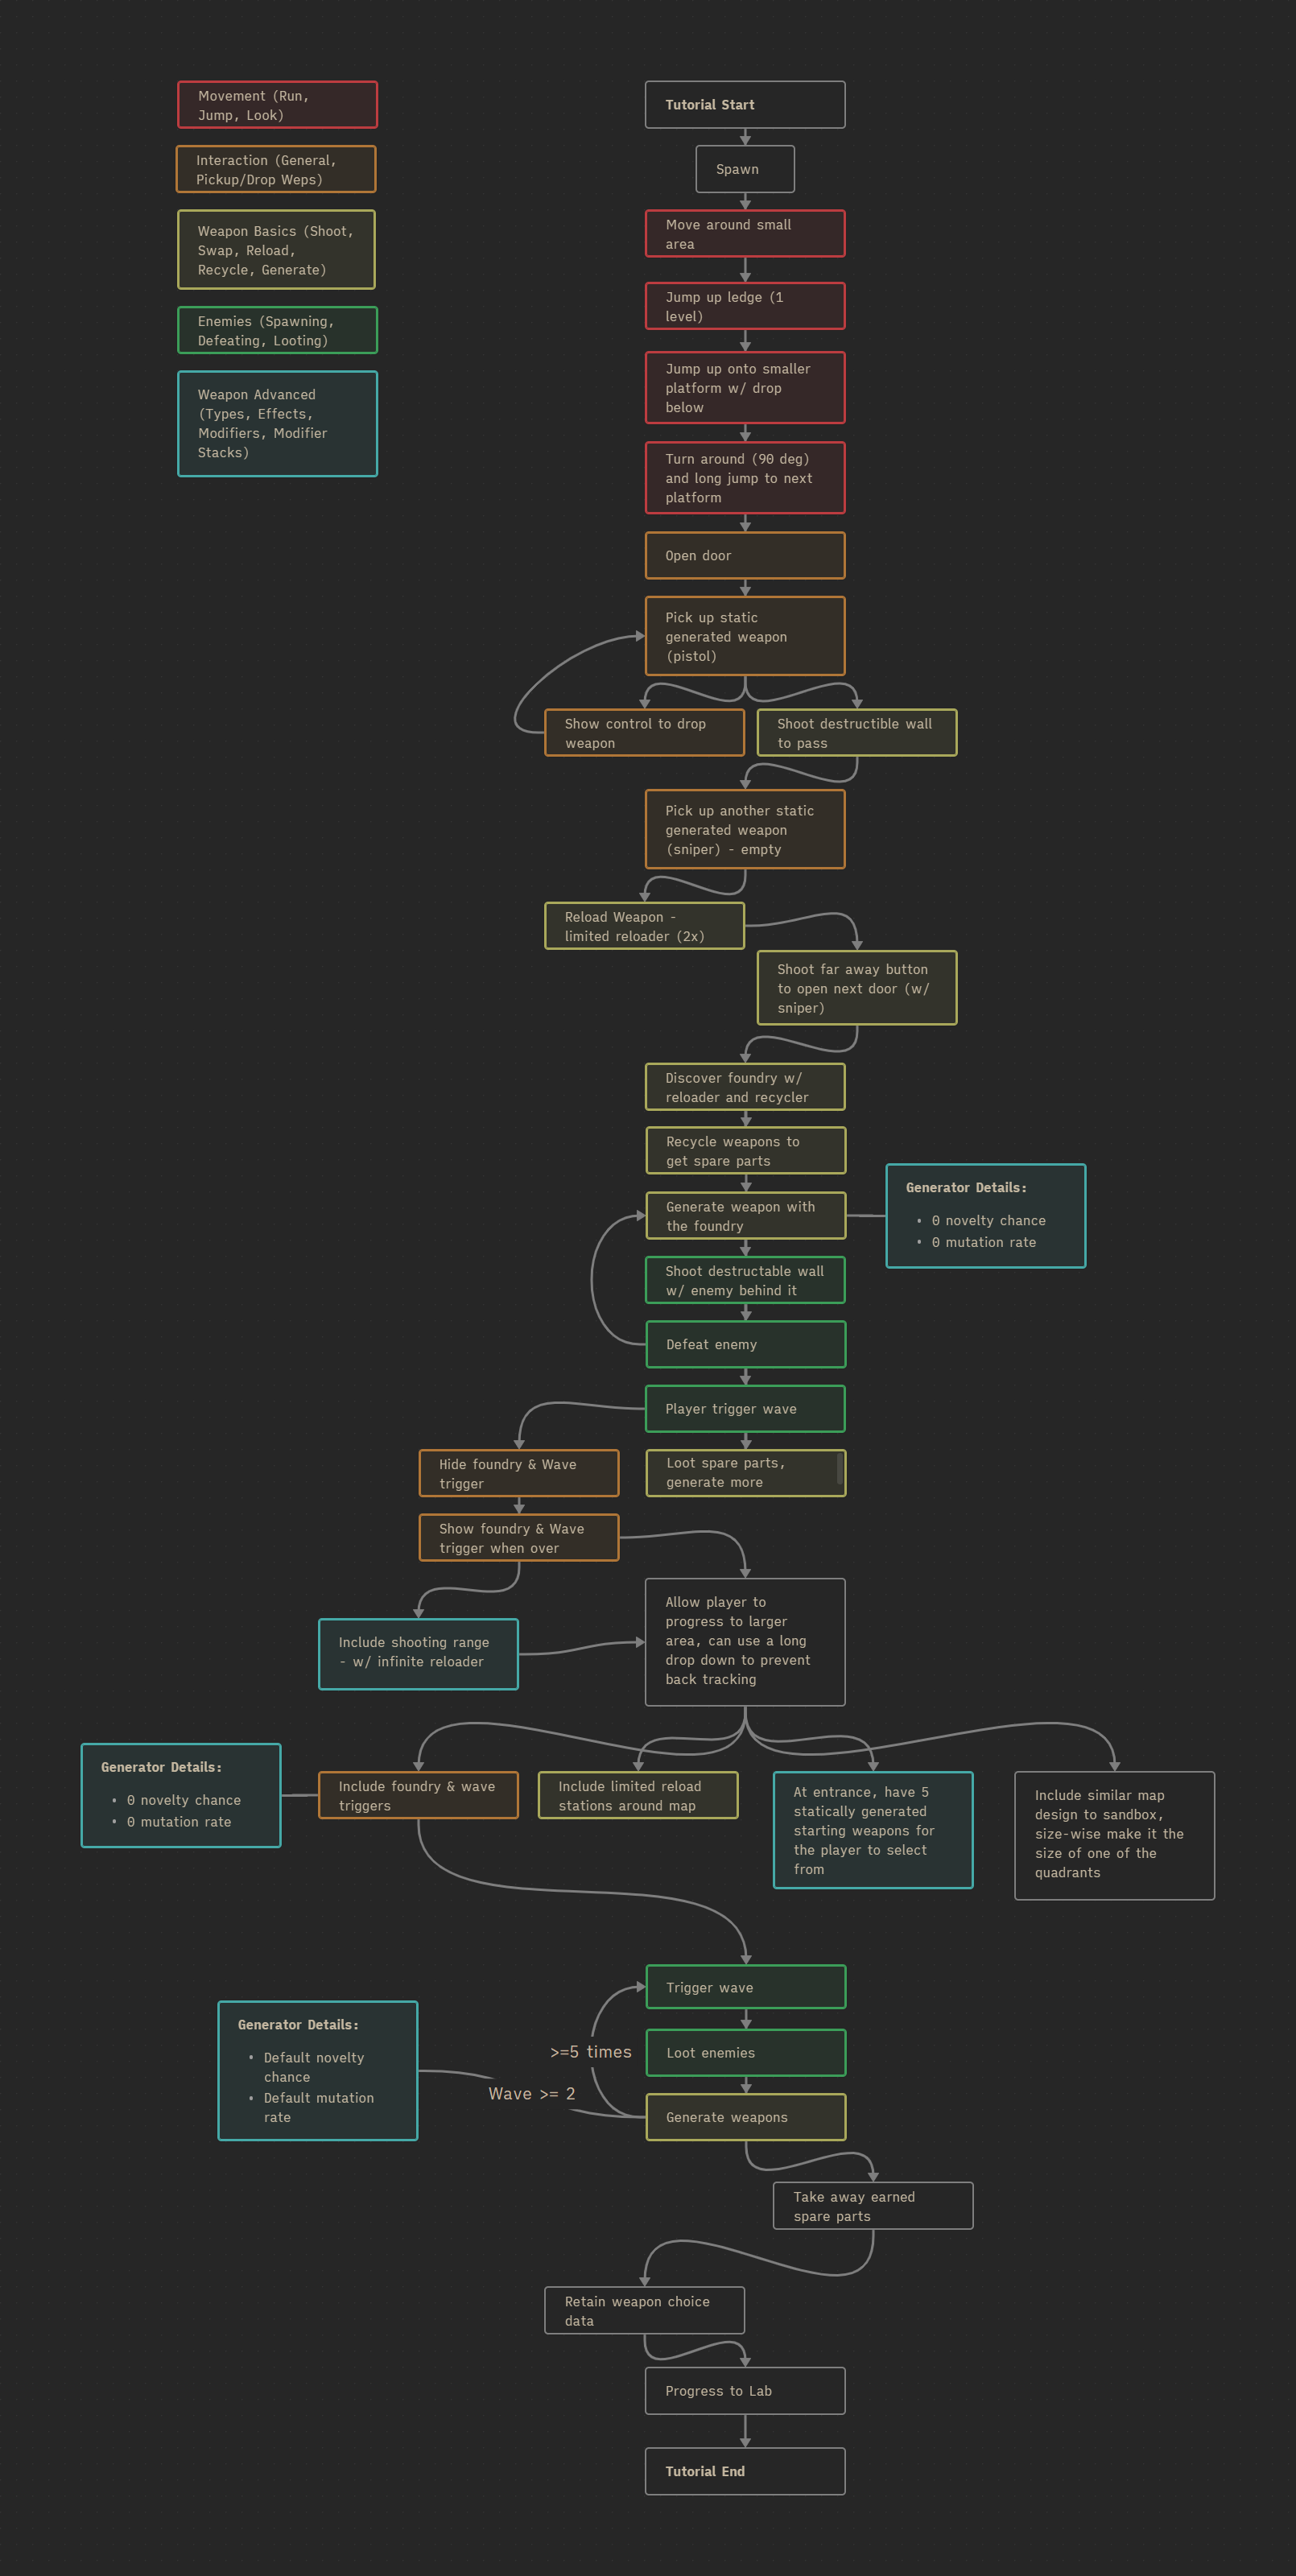 Movement (Run,
Jump, Look)
Interaction (General,
Pickup/Drop Weps)
Weapon Basics (Shoot,
Swap, Reload,
Recycle, Generate)
Enemies (Spawning,
Defeating, Looting)
Weapon Advanced
(Types, Effects,
Modifiers, Modifier
Stacks)
Tutorial Start
Spawn
Move around small
area
Jump up ledge (1
level)
Jump up onto smaller
platform w/ drop
below
Turn around (90 deg)
and long jump to next
platform
Open door
Pick up static
generated weapon
(pistol)
Show control to drop
weapon
Shoot destructible wall
to pass
Pick up another static
generated weapon
(sniper) - empty
Reload Weapon -
limited reloader (2x)
Shoot far away button
to open next door (w/
sniper)
Discover foundry w/
reloader and recycler
Recycle weapons to
get spare parts
Generate weapon with
the foundry
Generator Details:
• 0 novelty chance
• 0 mutation rate
Shoot destructable wall
w/ enemy behind it
Defeat enemy
Player trigger wave
Hide foundry & Wave
trigger
Loot spare parts,
generate more
Show foundry & Wave
trigger when over
Include shooting range
- w/ infinite reloader
Allow player to
progress to larger
area, can use a long
drop down to prevent
back tracking
Generator Details:
• 0 novelty chance
• 0 mutation rate
Include foundry & wave
triggers
Include limited reload
stations around map
At entrance, have 5
statically generated
starting weapons for
the player to select
from
Include similar map
design to sandbox,
size-wise make it the
size of one of the
quadrants
Trigger wave
Generator Details:
• Default novelty
chance
• Default mutation
rate
>=5 times
Loot enemies
Wave >= 2
Generate weapons
Take away earned
spare parts
Retain weapon choice
data
Progress to Lab
Tutorial End